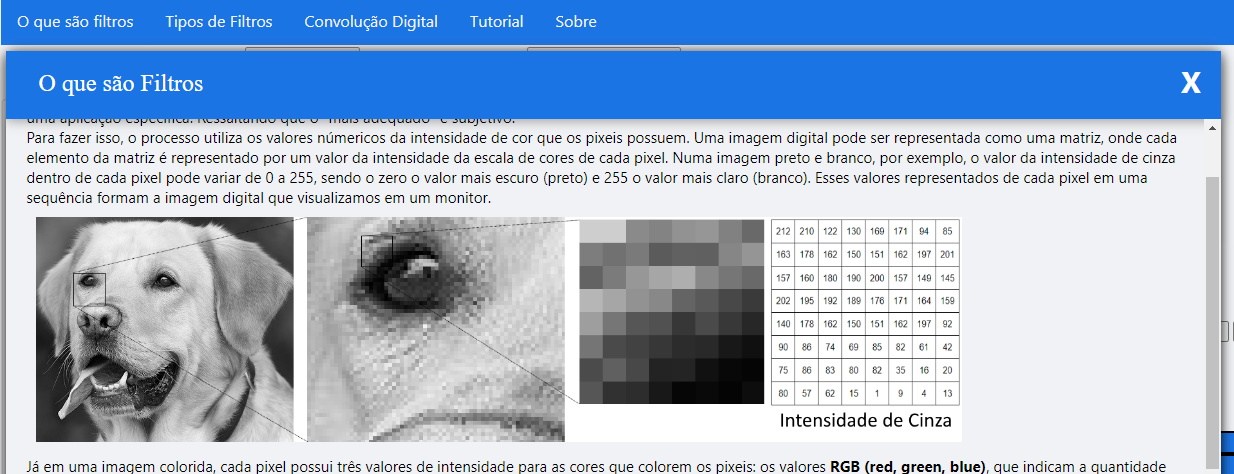 O que são filtros Tipos de Filtros Convolução Digital Tutorial Sobre
O que são Filtros X
uma aplicação específica. Ressaltando que o "mais adequado" é subjetivo.
Para fazer isso, o processo utiliza os valores númericos da intensidade de cor que os pixeis possuem. Uma imagem digital pode ser representada como uma matriz, onde cada
elemento da matriz é representado por um valor da intensidade da escala de cores de cada pixel. Numa imagem preto e branco, por exemplo, o valor da intensidade de cinza
dentro de cada pixel pode variar de 0 a 255, sendo o zero o valor mais escuro (preto) e 255 o valor mais claro (branco). Esses valores representados de cada pixel em uma
sequência formam a imagem digital que visualizamos em um monitor.
212 210 122 130 169 171 94 85
163 178 162 150 151 162 197 201
157 160 180 190 200 157 149 145
202 195 192 189 176 171 164 159
140 178 162 150 151 162 197 92
90 86 74 69 85 82 61 42
75 86 83 80 82 35 16 20
80 57 62 15 1 9 4 13
Intensidade de Cinza
Já em uma imagem colorida, cada pixel possui três valores de intensidade para as cores que colorem os pixeis: os valores RGB (red, green, blue), que indicam a quantidade